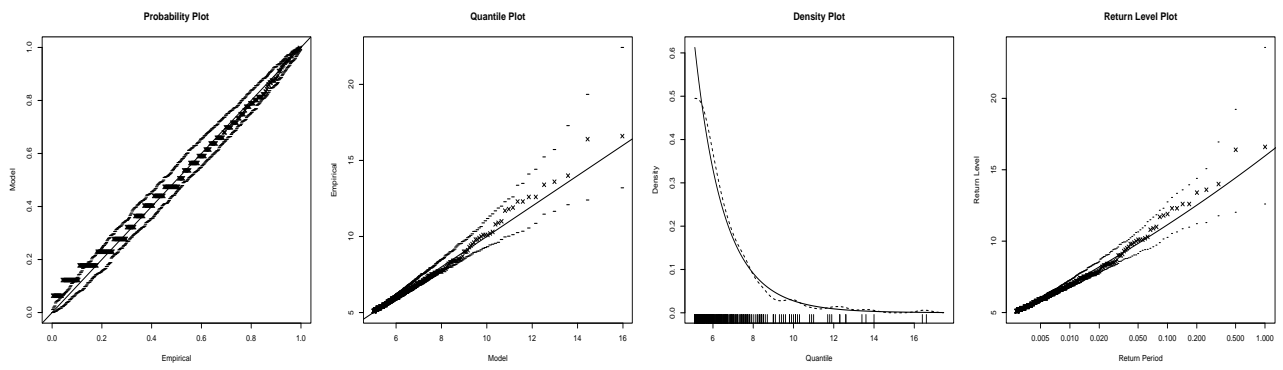 Probability Plot
Model
0.0 0.2 0.4 0.6 0.8 1.0
0.0 0.2 0.4 0.6 0.8 1.0
Empirical
Quantile Plot
Empirical
5 10 15 20
6 8 10 12 14 16
Model
Density Plot
Density
0.0 0.1 0.2 0.3 0.4 0.5 0.6
6 8 10 12 14 16
Quantile
Return Level Plot
Return Level
5 10 15 20
0.005 0.010 0.020 0.050 0.100 0.200 0.500 1.000
Return Period